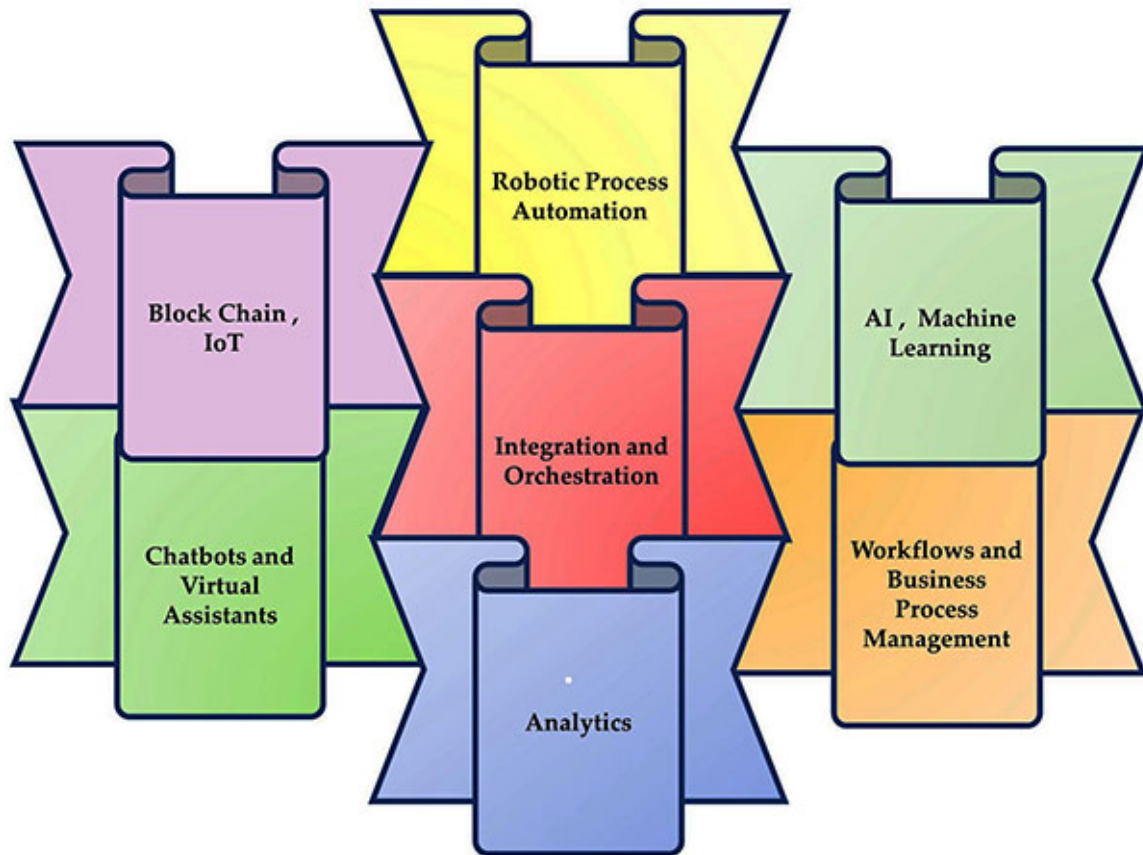 Robotic Process
Automation
Block Chain ,
IoT
AI ,  Machine
Learning
Integration and
Orchestration
Chatbots and
Virtual
Assistants
Workflows and
Business
Process
Management
Analytics